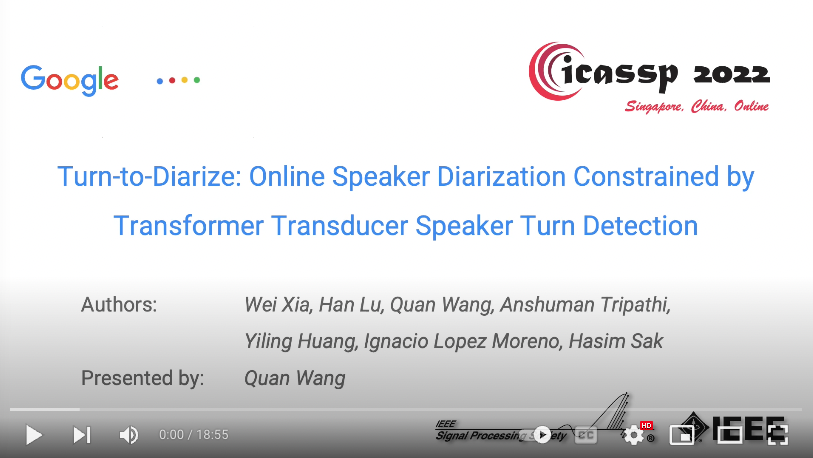 Google
icassp 2022
Singapore, China, Online
Turn-to-Diarize: Online Speaker Diarization Constrained by
Transformer Transducer Speaker Turn Detection
Authors: Wei Xia, Han Lu, Quan Wang, Anshuman Tripathi,
Yiling Huang, Ignacio Lopez Moreno, Hasim Sak
Presented by: Quan Wang
0:00 / 18:55
IEEE
Signal Processing Society
CC
HD
®
IEEE